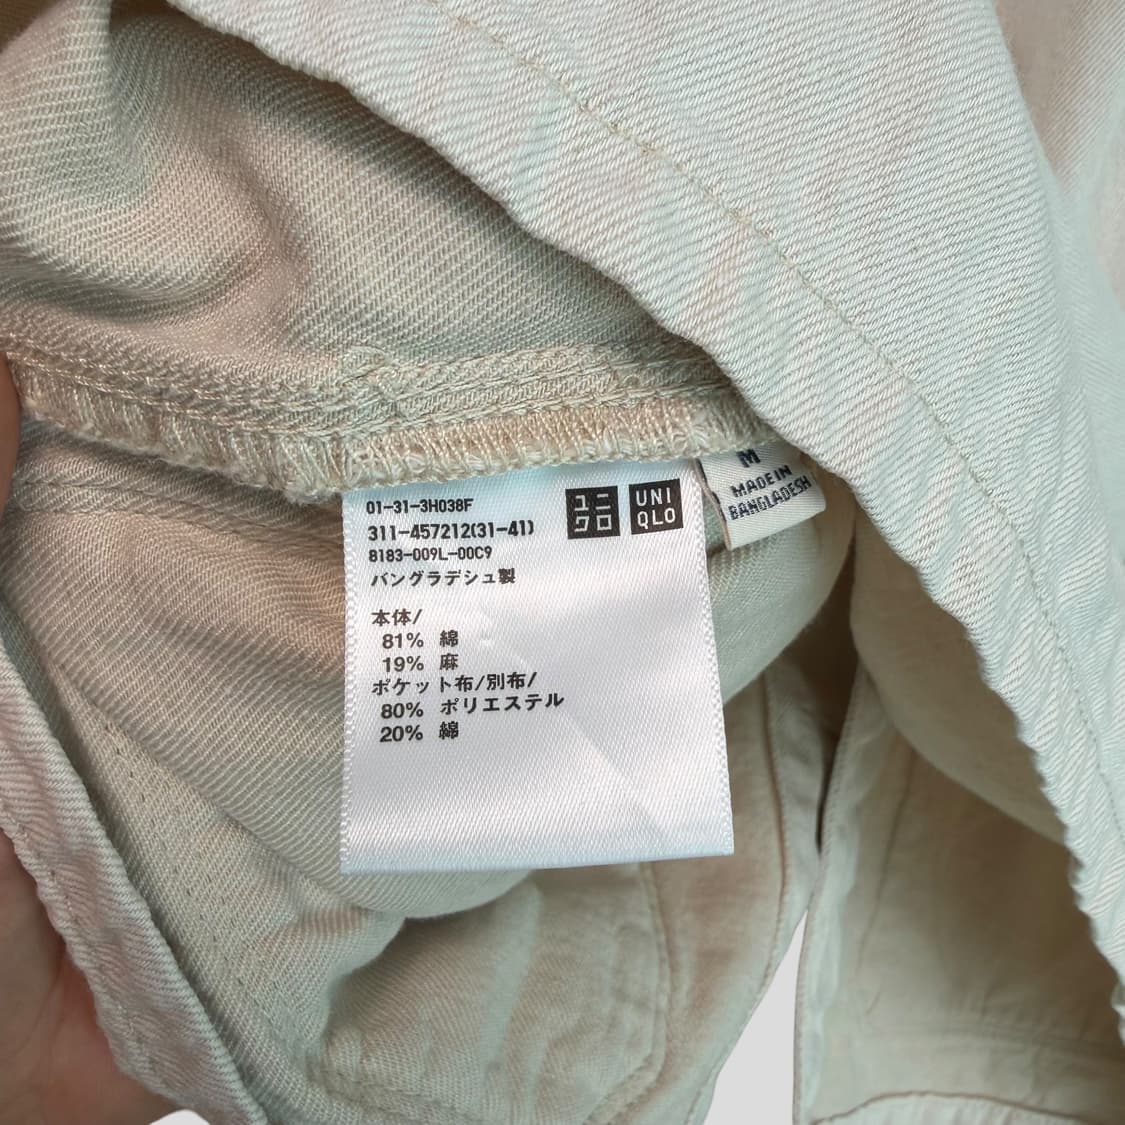 01-31-3H038F
311-457212(31-41)
8183-009L-00C9
バングラデシュ製
ユニ
クロ
UNI
QLO
M
MADE IN
BANGLADESH
本体/
81% 綿
19% 麻
ポケット布/別布/
80% ポリエステル
20% 綿